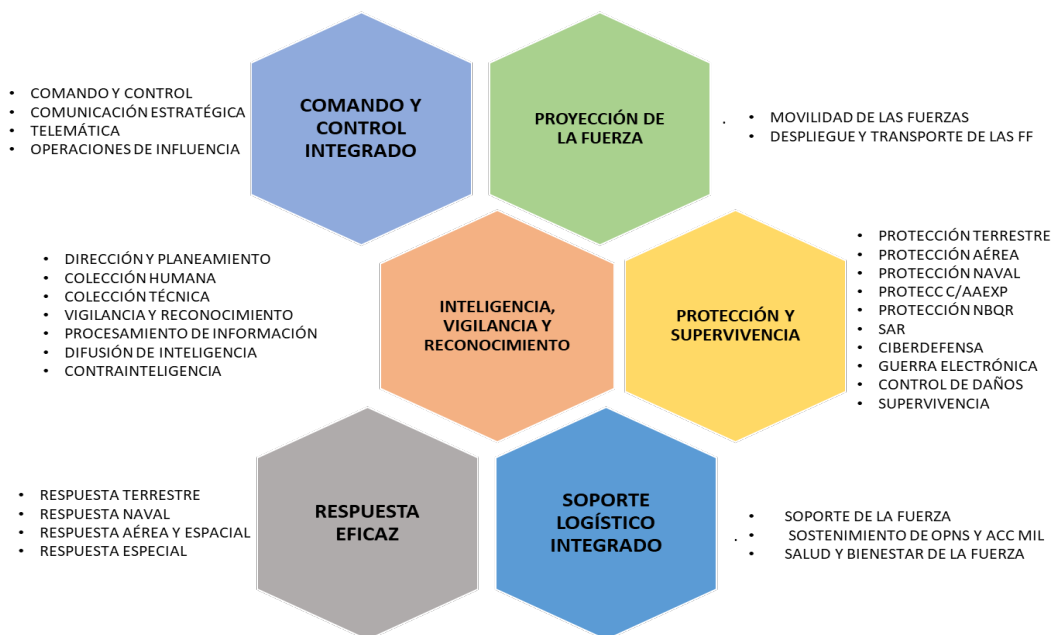 • COMANDO Y CONTROL
• COMUNICACIÓN ESTRATÉGICA
• TELEMÁTICA
• OPERACIONES DE INFLUENCIA
COMANDO Y
CONTROL
INTEGRADO
PROYECCIÓN DE
LA FUERZA
. • MOVILIDAD DE LAS FUERZAS
• DESPLIEGUE Y TRANSPORTE DE LAS FF
• DIRECCIÓN Y PLANEAMIENTO
• COLECCIÓN HUMANA
• COLECCIÓN TÉCNICA
• VIGILANCIA Y RECONOCIMIENTO
• PROCESAMIENTO DE INFORMACIÓN
• DIFUSIÓN DE INTELIGENCIA
• CONTRAINTELIGENCIA
INTELIGENCIA,
VIGILANCIA Y
RECONOCIMIENTO
PROTECCIÓN Y
SUPERVIVENCIA
• PROTECCIÓN TERRESTRE
• PROTECCIÓN AÉREA
• PROTECCIÓN NAVAL
• PROTECC C/AAEXP
• PROTECCIÓN NBQR
• SAR
• CIBERDEFENSA
• GUERRA ELECTRÓNICA
• CONTROL DE DAÑOS
• SUPERVIVENCIA
• RESPUESTA TERRESTRE
• RESPUESTA NAVAL
• RESPUESTA AÉREA Y ESPACIAL
• RESPUESTA ESPECIAL
RESPUESTA
EFICAZ
SOPORTE
LOGÍSTICO
INTEGRADO
• SOPORTE DE LA FUERZA
. • SOSTENIMIENTO DE OPNS Y ACC MIL
• SALUD Y BIENESTAR DE LA FUERZA